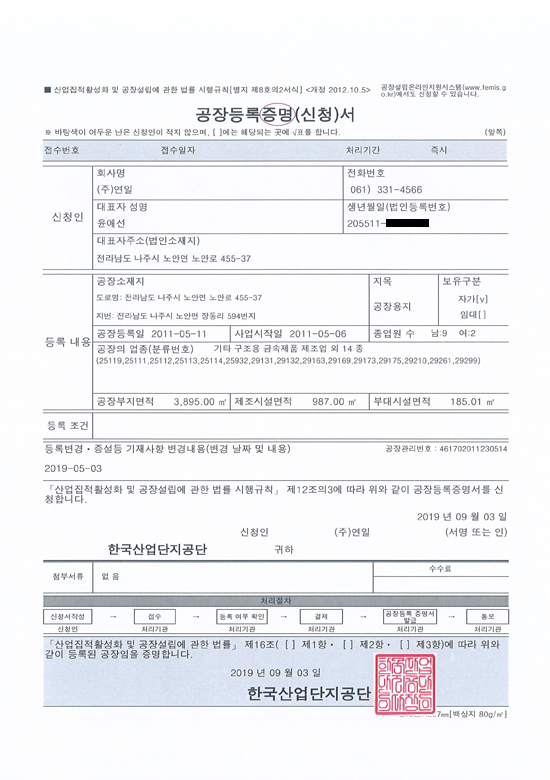 ■ 산업집적활성화 및 공장설립에 관한 법률 시행규칙[별지 제8호의2서식] <개정 2012.10.5>
공장설립온라인지원시스템(www.femis.g
o.kr)에서도 신청할 수 있습니다.
공장등록증명(신청)서
※ 바탕색이 어두운 난은 신청인이 적지 않으며, [ ]에는 해당되는 곳에 √표를 합니다. (앞쪽)
접수번호 접수일자 처리기간 즉시
신청인
회사명 전화번호
(주)연일 061) 331-4566
대표자 성명 생년월일(법인등록번호)
윤애선 205511-
대표자주소(법인소재지)
전라남도 나주시 노안면 노안로 455-37
등록 내용
공장소재지 지목 보유구분
도로명: 전라남도 나주시 노안면 노안로 455-37
공장용지 자가[v]
지번: 전라남도 나주시 노안면 장동리 594번지 임대[ ]
공장등록일 2011-05-11 사업시작일 2011-05-06 종업원 수 남:9 여:2
공장의 업종(분류번호) 기타 구조용 금속제품 제조업 외 14 종
(25119,25111,25112,25113,25114,25932,29131,29132,29163,29169,29173,29175,29210,29261,29299)
공장부지면적 3,895.00 ㎡ 제조시설면적 987.00 ㎡ 부대시설면적 185.01 ㎡
등록 조건
등록변경ㆍ증설등 기재사항 변경내용(변경 날짜 및 내용) 공장관리번호 : 461702011230514
2019-05-03
「산업집적활성화 및 공장설립에 관한 법률 시행규칙」 제12조의3에 따라 위와 같이 공장등록증명서를 신
청합니다.
2019 년 09 월 03 일
신청인 (주)연일 (서명 또는 인)
한국산업단지공단 귀하
첨부서류 없 음 수수료
처리절차
신청서작성 → 접수 → 등록 여부 확인 → 결재 → 공장등록 증명서 발급 → 통보
신청인 처리기관 처리기관 처리기관 처리기관 처리기관
「산업집적활성화 및 공장설립에 관한 법률」 제16조( [ ] 제1항ㆍ [ ] 제2항ㆍ [ ] 제3항)에 따라 위와
같이 등록된 공장임을 증명합니다.
2019 년 09 월 03 일
한국산업단지공단
㎜[백상지 80g/㎡]